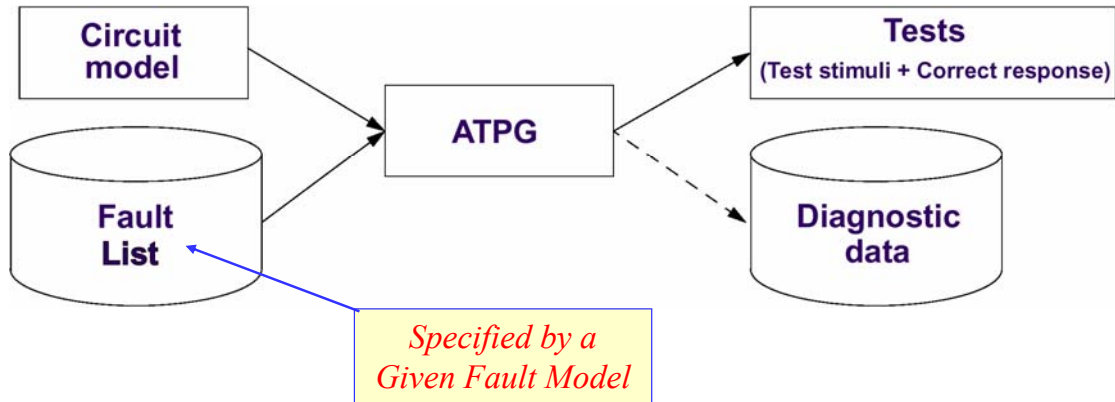 Circuit
model
Tests
(Test stimuli + Correct response)
ATPG
Fault
List
Diagnostic
data
Specified by a
Given Fault Model